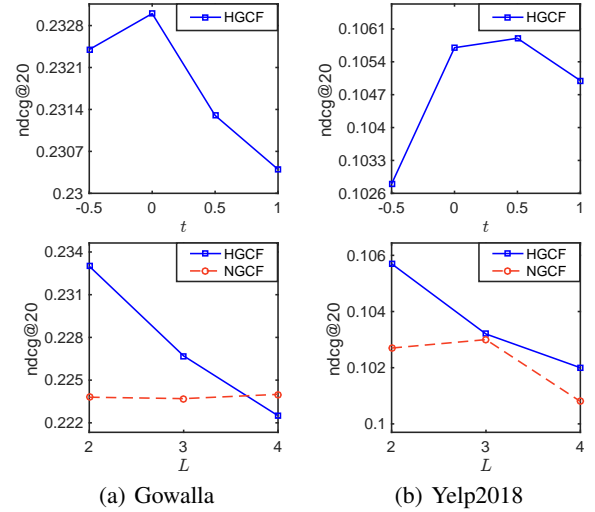 0.2328
0.2321
0.2314
0.2307
0.23
ndcg@20
HGCF
-0.5 0 0.5 1
t
0.1061
0.1054
0.1047
0.104
0.1033
0.1026
ndcg@20
HGCF
-0.5 0 0.5 1
t
0.234
0.231
0.228
0.225
0.222
ndcg@20
HGCF
NGCF
2 3 4
L
0.106
0.104
0.102
0.1
ndcg@20
HGCF
NGCF
2 3 4
L
(a) Gowalla
(b) Yelp2018